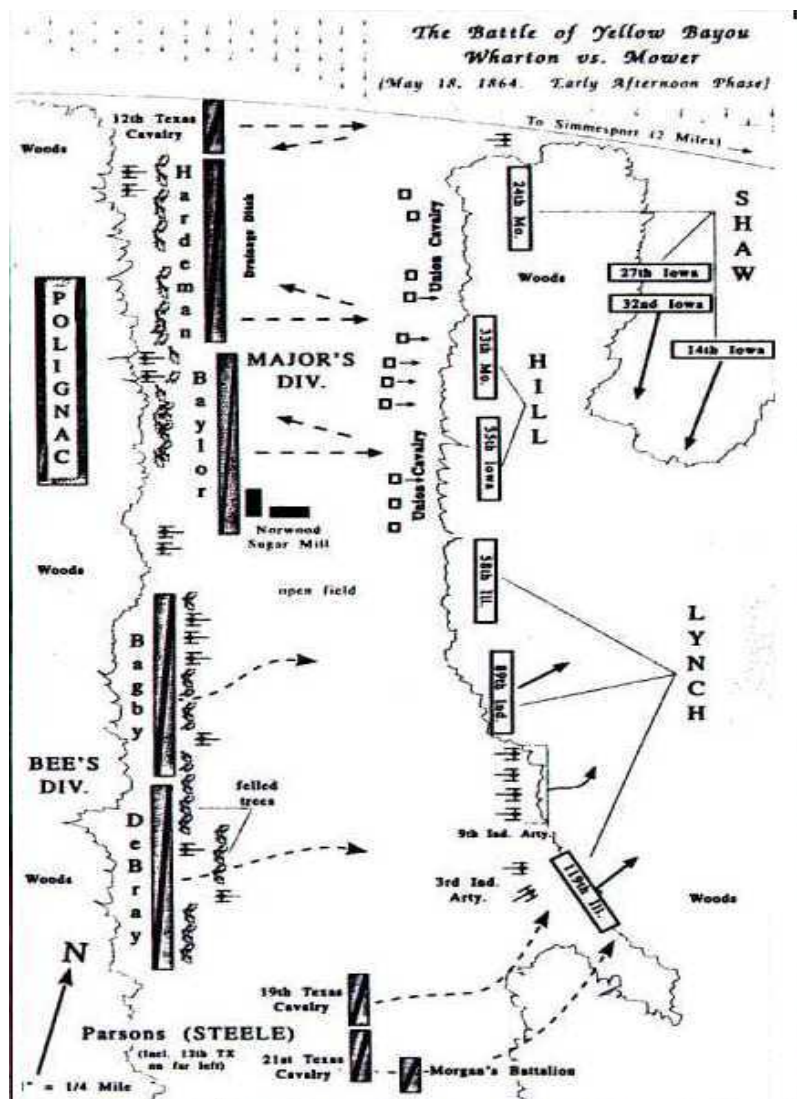 The Battle of Yellow Bayou
Wharton vs. Mower
(May 18, 1864. Early Afternoon Phase)
12th Texas
Cavalry
To Simmesport (2 Miles)
Woods
Hardeman
Drainage Ditch
Union Cavalry
24th Mo.
Woods
SHAW
27th Iowa
32nd Iowa
14th Iowa
POLIGNAC
MAJOR'S
DIV.
Baylor
33th Mo.
35th Iowa
HILL
Union Cavalry
Norwood
Sugar Mill
Woods
open field
58th Ill.
LYNCH
Bagby
89th Ind.
BEE'S
DIV.
felled
trees
DeBray
9th Ind. Arty.
3rd Ind.
Arty.
119th Ill.
Woods
Woods
N
19th Texas
Cavalry
Parsons (STEELE)
(Incl. 12th TX
on far left)
21st Texas
Cavalry
Morgan's Battalion
1" = 1/4 Mile